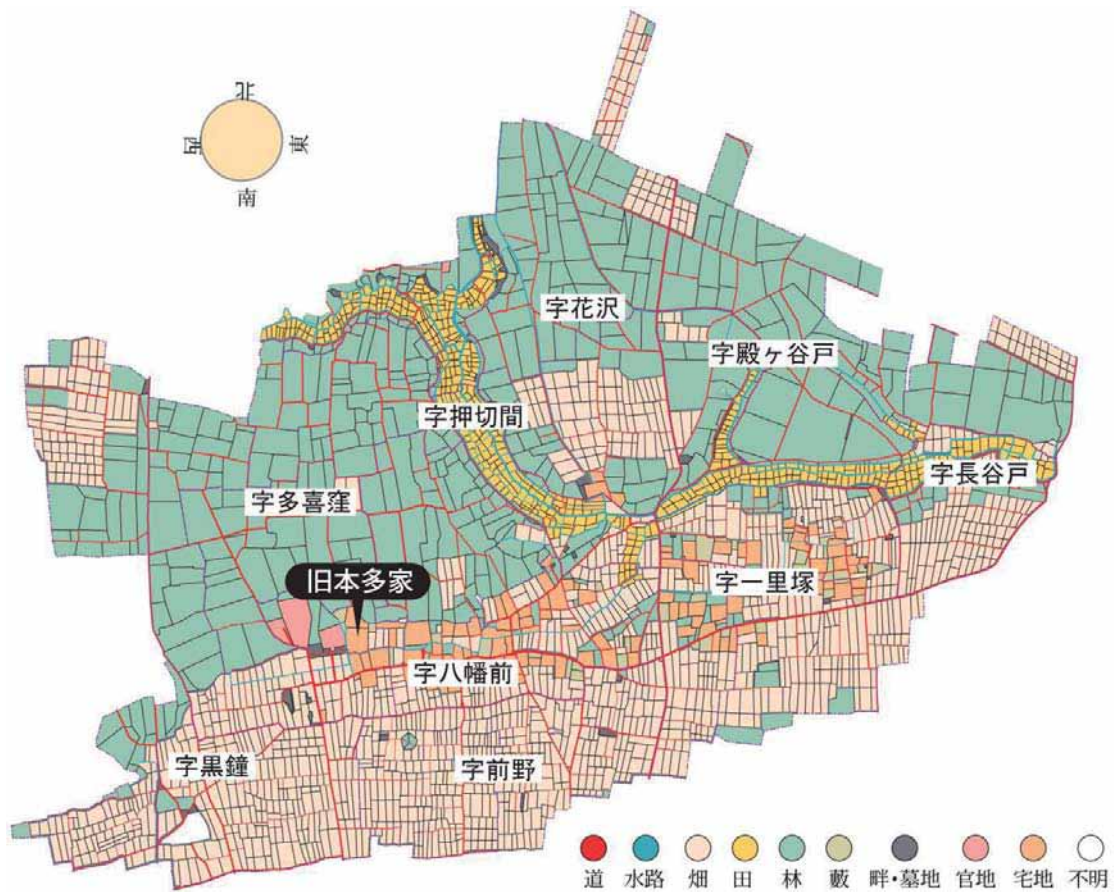 北
西
東
南
字花沢
字殿ヶ谷戸
字押切間
字長谷戸
字多喜窪
旧本多家
字一里塚
字八幡前
字黒鐘
字前野
道
水路
畑
田
林
藪
畔・墓地
官地
宅地
不明